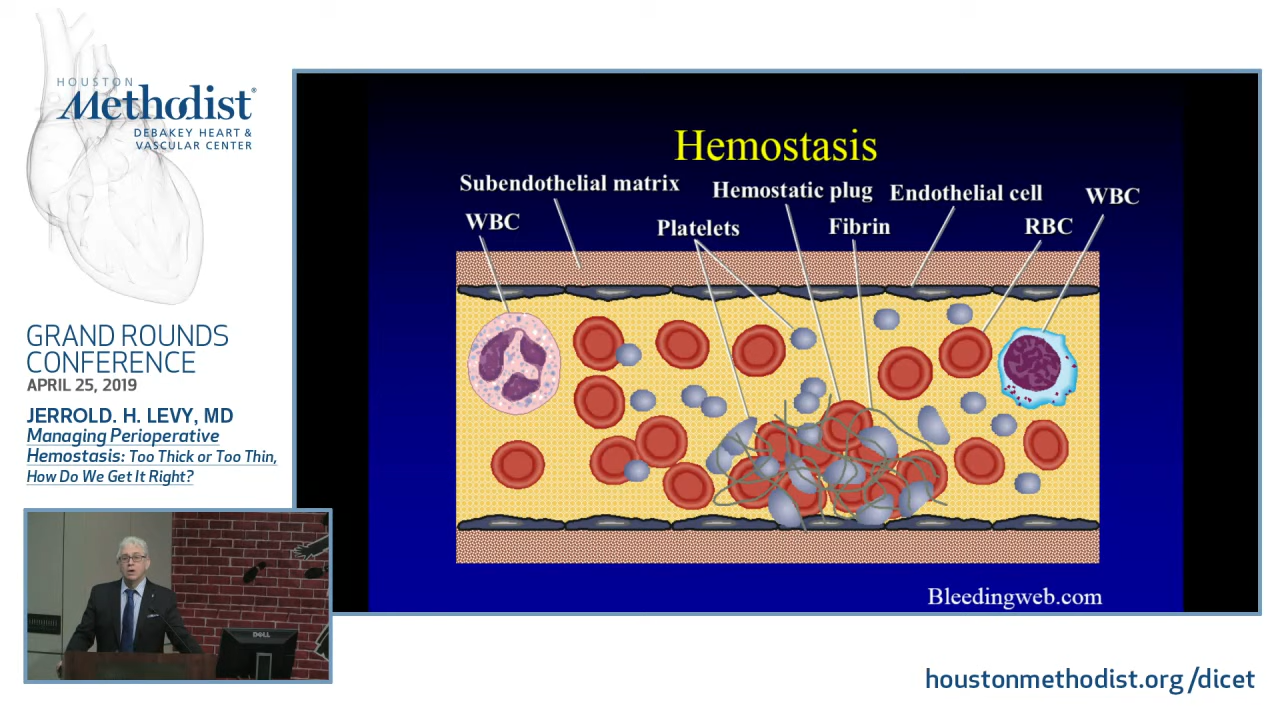 HOUSTON
Methodist®
DEBAKEY HEART &
VASCULAR CENTER
GRAND ROUNDS
CONFERENCE
APRIL 25, 2019
JERROLD. H. LEVY, MD
Managing Perioperative
Hemostasis: Too Thick or Too Thin,
How Do We Get It Right?
Hemostasis
Subendothelial matrix
Hemostatic plug
Endothelial cell
WBC
WBC
Platelets
Fibrin
RBC
Bleedingweb.com
DELL
houstonmethodist.org/dicet